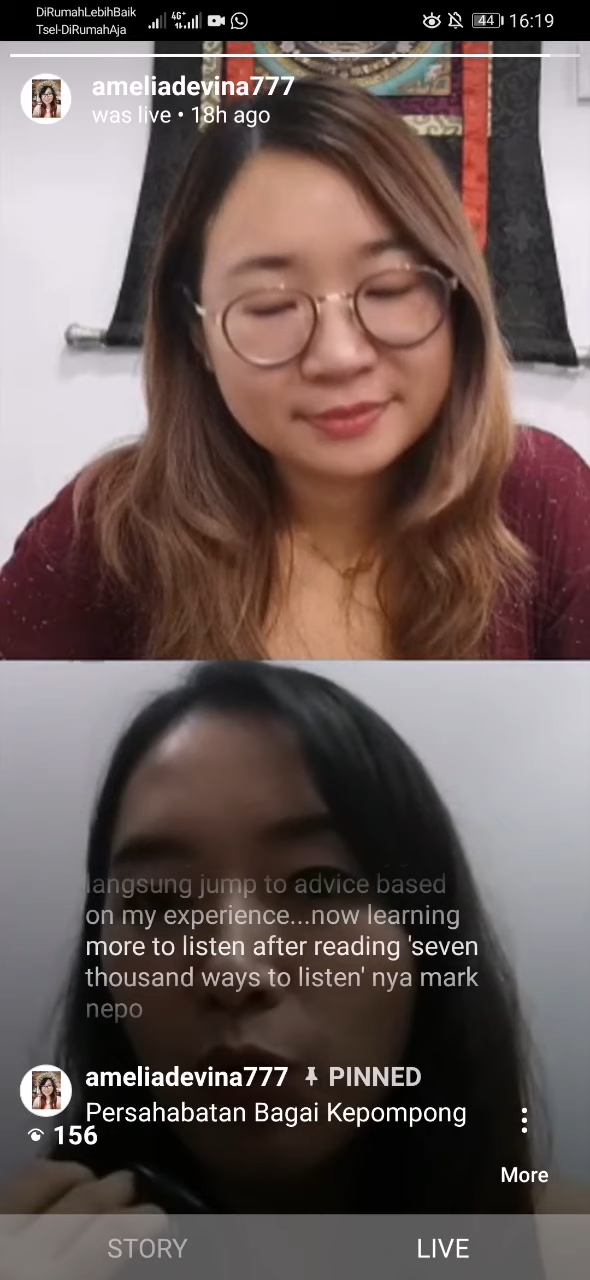 DiRumahLebihBaik
Tsel-DiRumahAja
4G+
44
16:19
ameliadevina777
was live • 18h ago
langsung jump to advice based
on my experience...now learning
more to listen after reading 'seven
thousand ways to listen' nya mark
nepo
ameliadevina777 PINNED
Persahabatan Bagai Kepompong
156
More
STORY
LIVE